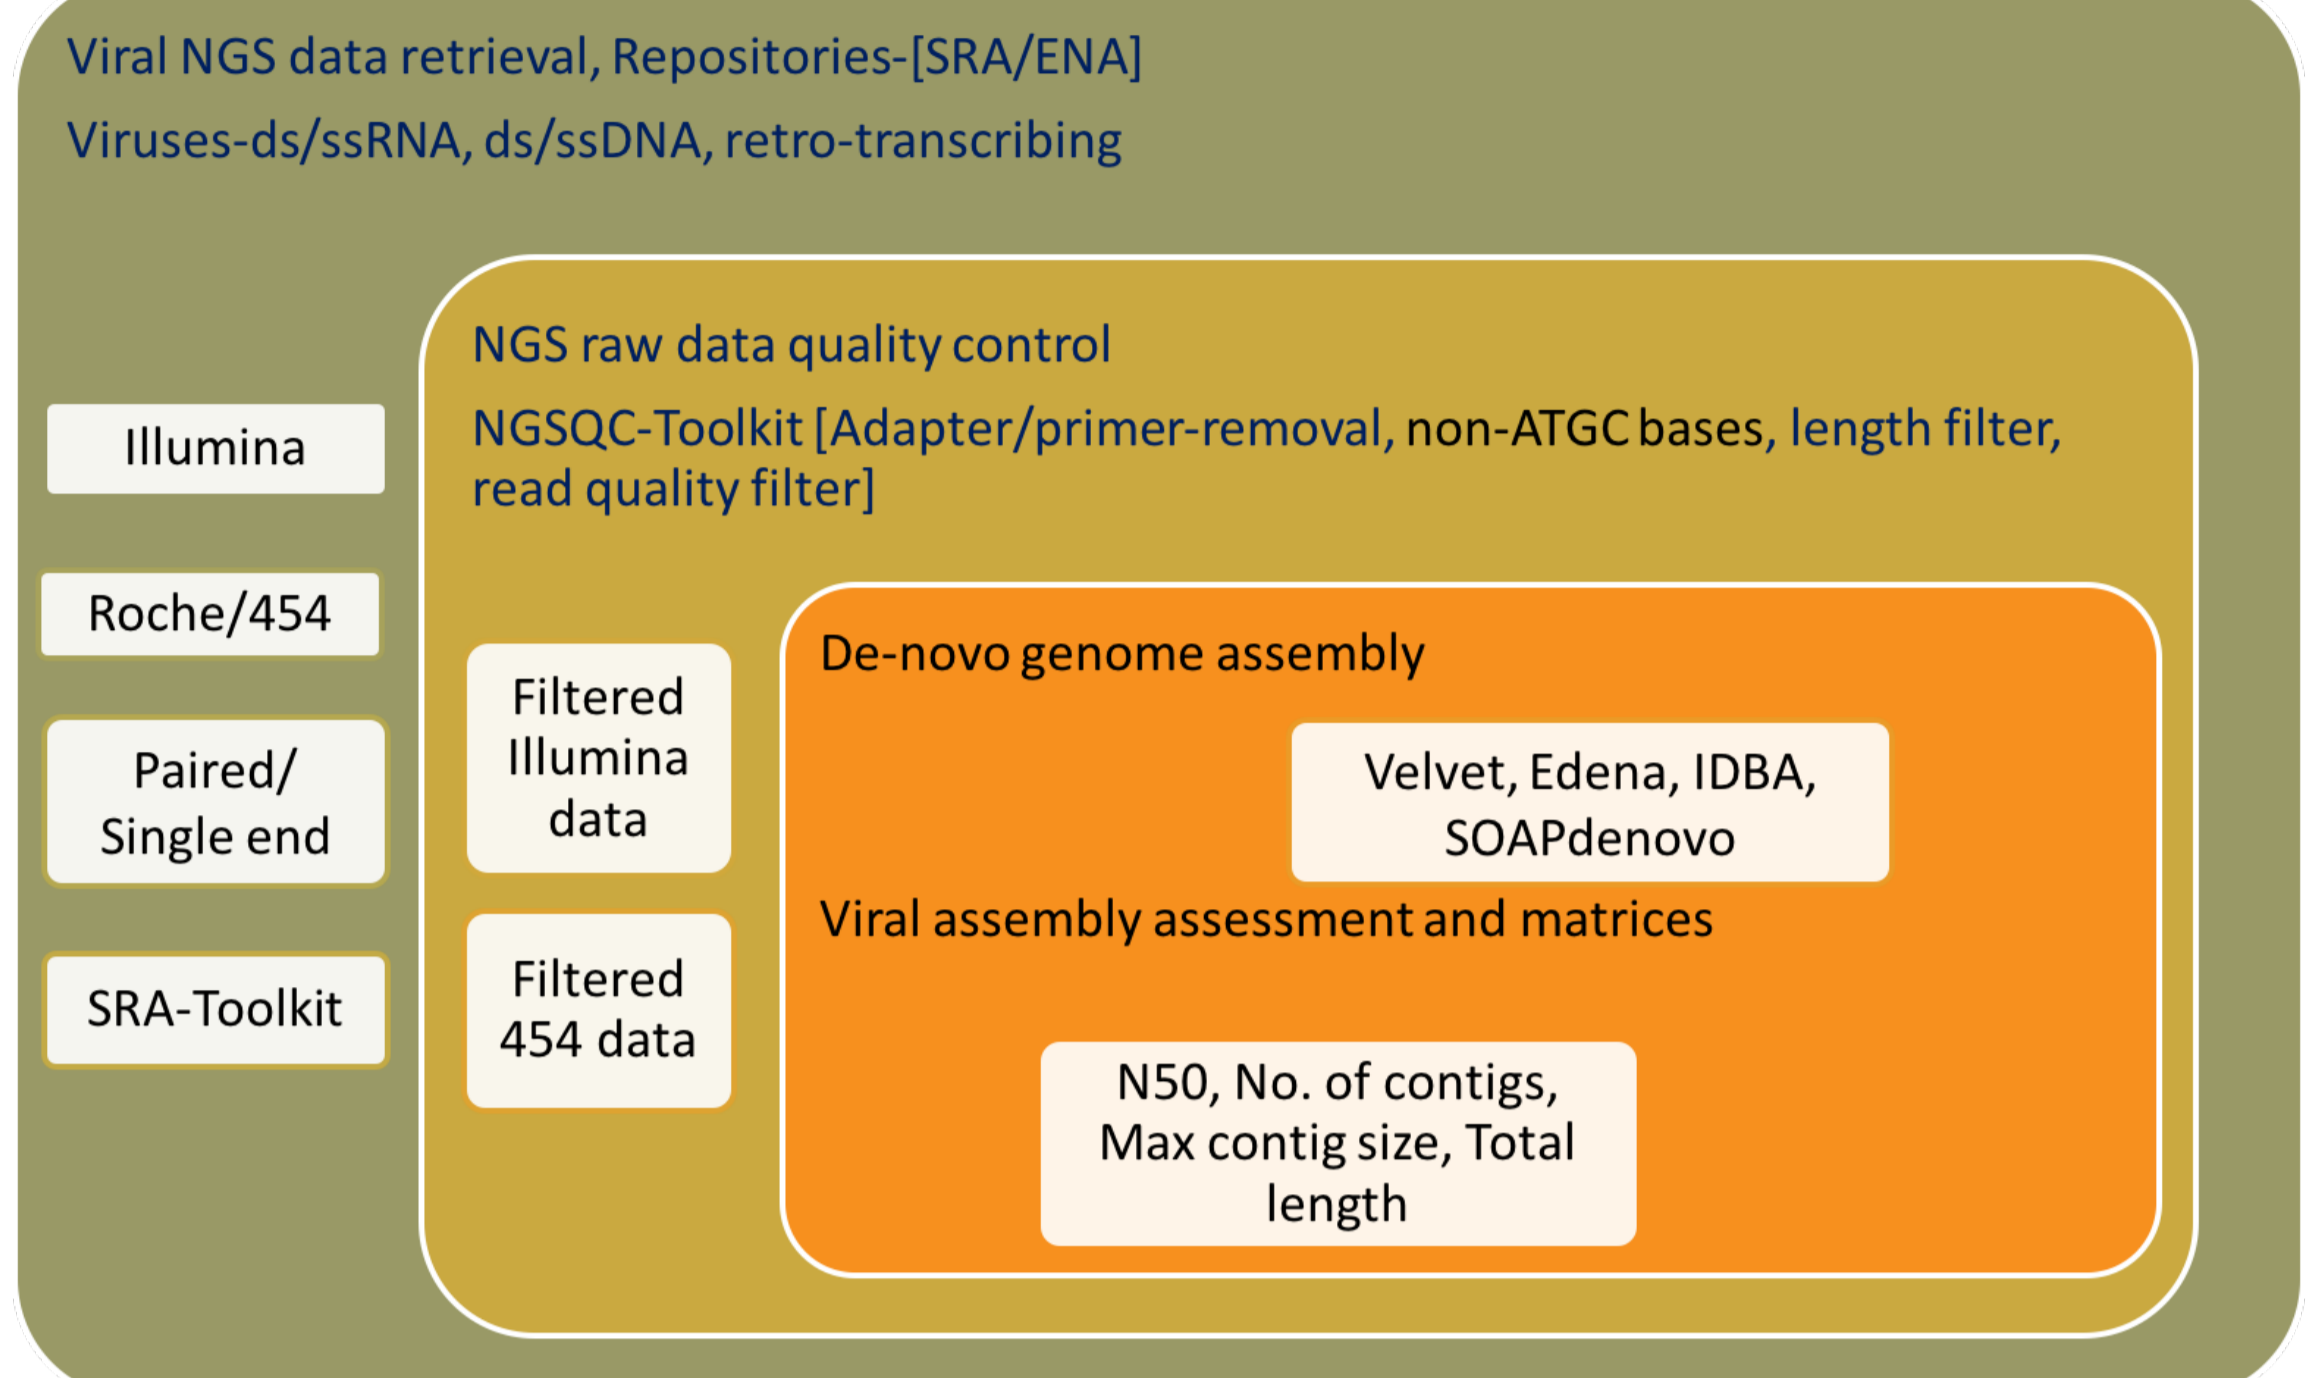 Viral NGS data retrieval, Repositories-[SRA/ENA]
Viruses-ds/ssRNA, ds/ssDNA, retro-transcribing
Illumina
Roche/454
Paired/
Single end
SRA-Toolkit
NGS raw data quality control
NGSQC-Toolkit [Adapter/primer-removal, non-ATGC bases, length filter,
read quality filter]
Filtered
Illumina
data
Filtered
454 data
De-novo genome assembly
Velvet, Edena, IDBA,
SOAPdenovo
Viral assembly assessment and matrices
N50, No. of contigs,
Max contig size, Total
length